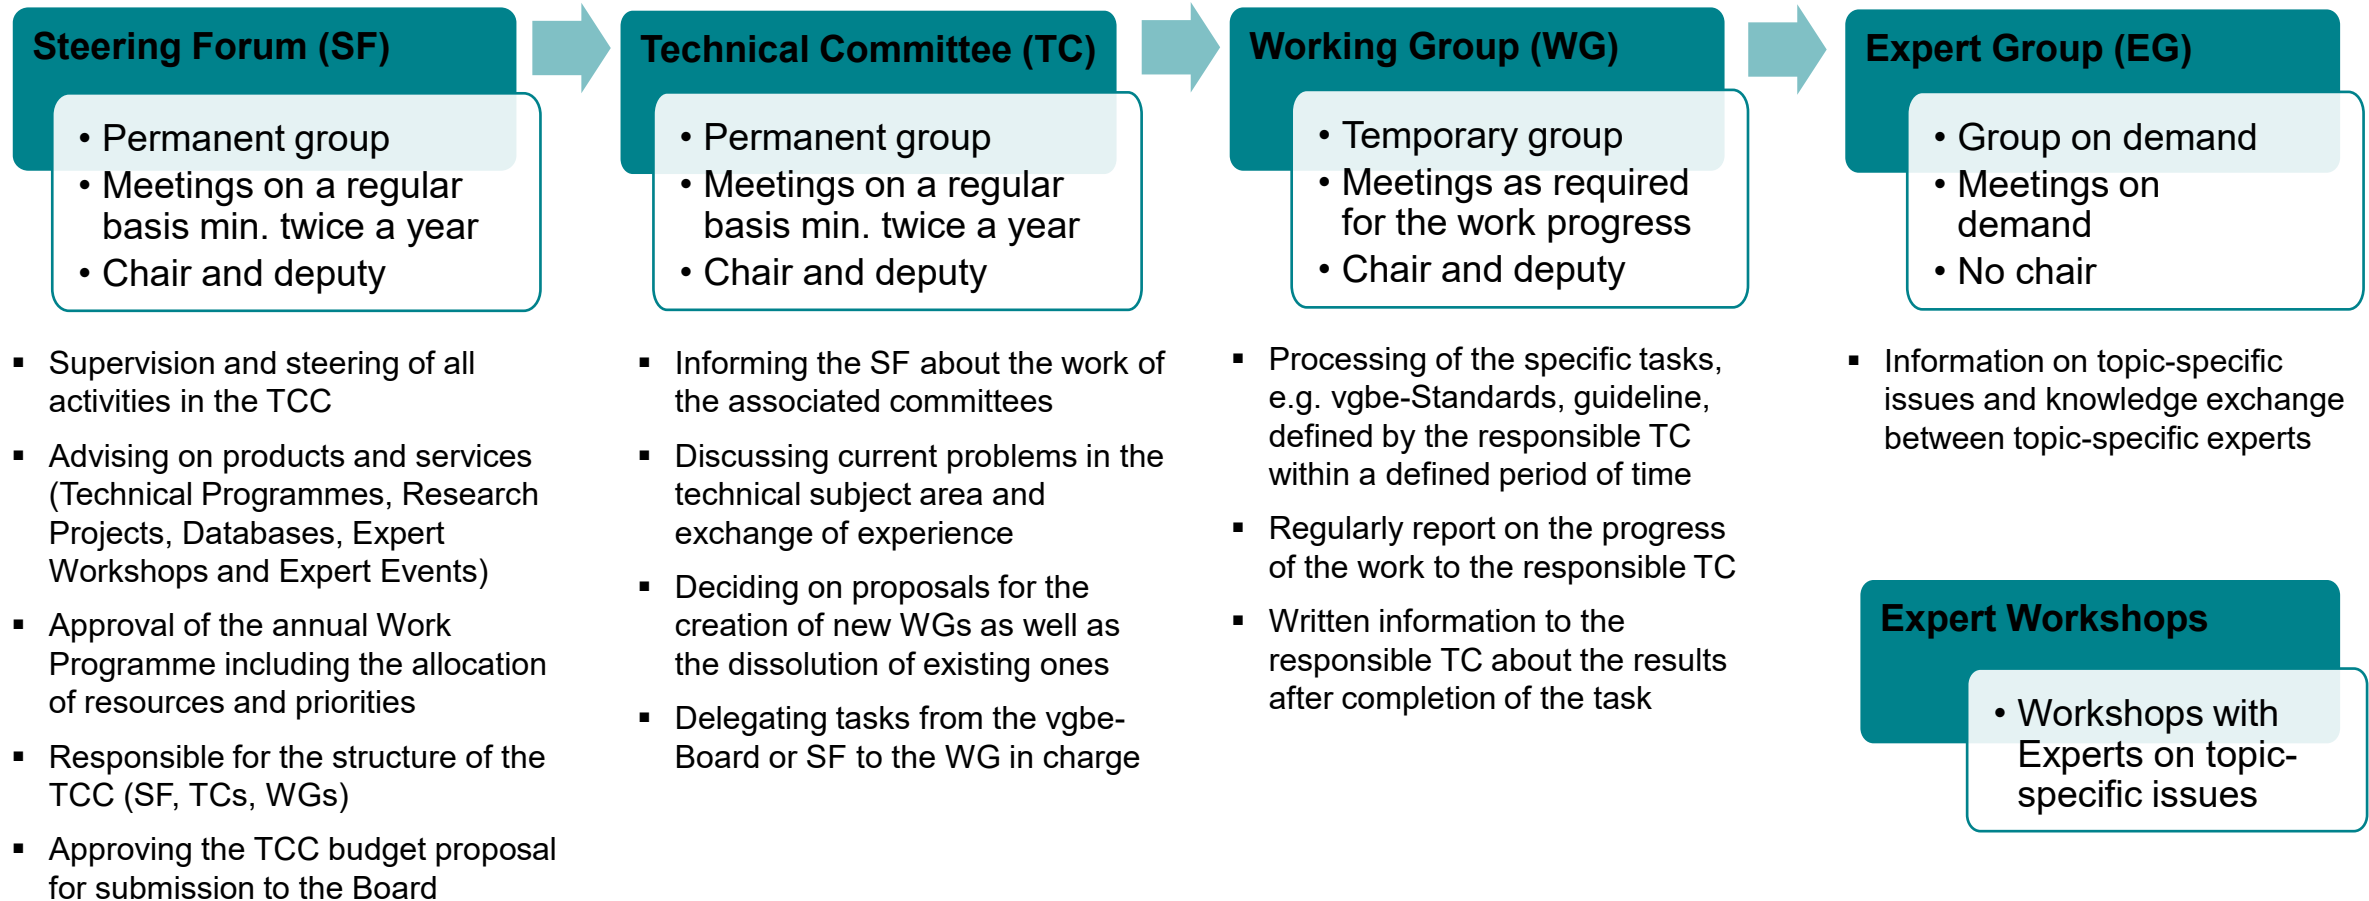 Steering Forum (SF)
• Permanent group
• Meetings on a regular
basis min. twice a year
• Chair and deputy
▪ Supervision and steering of all
activities in the TCC
▪ Advising on products and services
(Technical Programmes, Research
Projects, Databases, Expert
Workshops and Expert Events)
▪ Approval of the annual Work
Programme including the allocation
of resources and priorities
▪ Responsible for the structure of the
TCC (SF, TCs, WGs)
▪ Approving the TCC budget proposal
for submission to the Board
Technical Committee (TC)
• Permanent group
• Meetings on a regular
basis min. twice a year
• Chair and deputy
▪ Informing the SF about the work of
the associated committees
▪ Discussing current problems in the
technical subject area and
exchange of experience
▪ Deciding on proposals for the
creation of new WGs as well as
the dissolution of existing ones
▪ Delegating tasks from the vgbe-
Board or SF to the WG in charge
Working Group (WG)
• Temporary group
• Meetings as required
for the work progress
• Chair and deputy
▪ Processing of the specific tasks,
e.g. vgbe-Standards, guideline,
defined by the responsible TC
within a defined period of time
▪ Regularly report on the progress
of the work to the responsible TC
▪ Written information to the
responsible TC about the results
after completion of the task
Expert Group (EG)
• Group on demand
• Meetings on
demand
• No chair
▪ Information on topic-specific
issues and knowledge exchange
between topic-specific experts
Expert Workshops
• Workshops with
Experts on topic-
specific issues